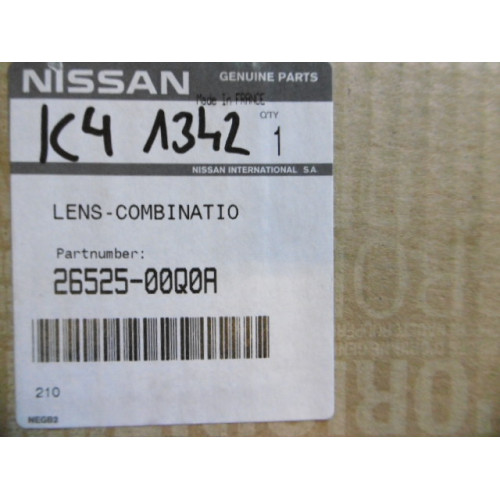 NISSAN GENUINE PARTS
Made In FRANCE
Q'TY
K4 1342 1
NISSAN INTERNATIONAL S.A.
LENS-COMBINATIO
Partnumber:
26525-00Q0A
210
NEGB2